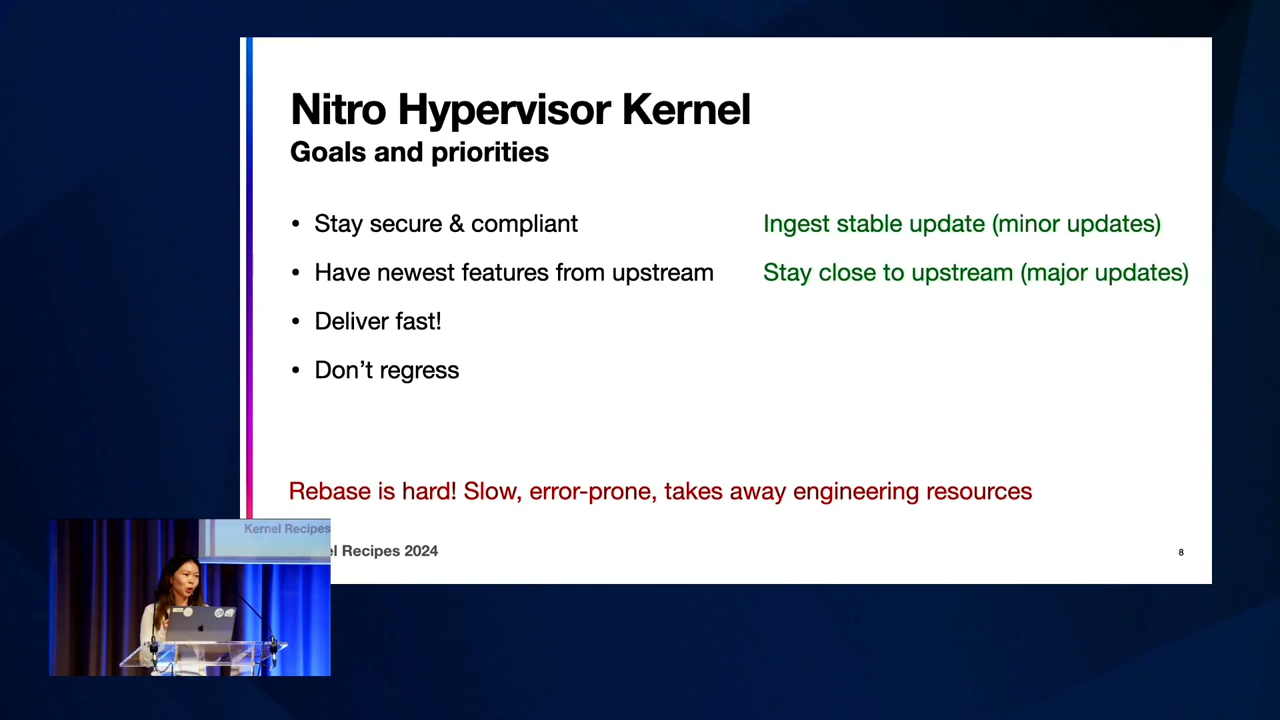 Nitro Hypervisor Kernel
Goals and priorities
• Stay secure & compliant
Ingest stable update (minor updates)
• Have newest features from upstream
Stay close to upstream (major updates)
• Deliver fast!
• Don’t regress
Rebase is hard! Slow, error-prone, takes away engineering resources
Kernel Recipes
el Recipes 2024
8